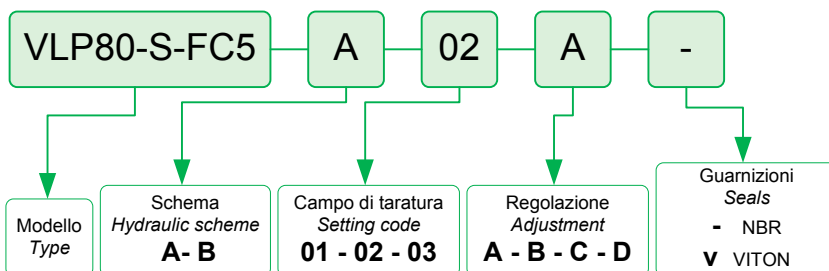 VLP80-S-FC5 A 02 A -
Modello
Type
Schema
Hydraulic scheme
A- B
Campo di taratura
Setting code
01 - 02 - 03
Regolazione
Adjustment
A - B - C - D
Guarnizioni
Seals
- NBR
V VITON